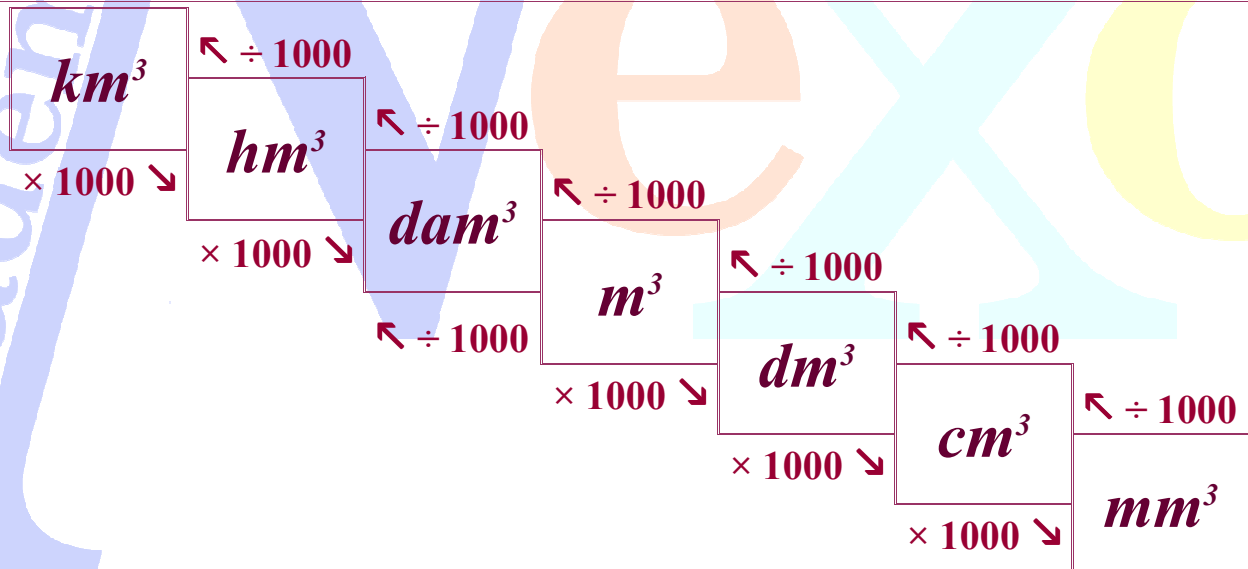 km³
↖ ÷ 1000
× 1000 ↘
hm³
↖ ÷ 1000
× 1000 ↘
dam³
↖ ÷ 1000
↖ ÷ 1000
m³
↖ ÷ 1000
× 1000 ↘
dm³
↖ ÷ 1000
× 1000 ↘
cm³
↖ ÷ 1000
× 1000 ↘
mm³